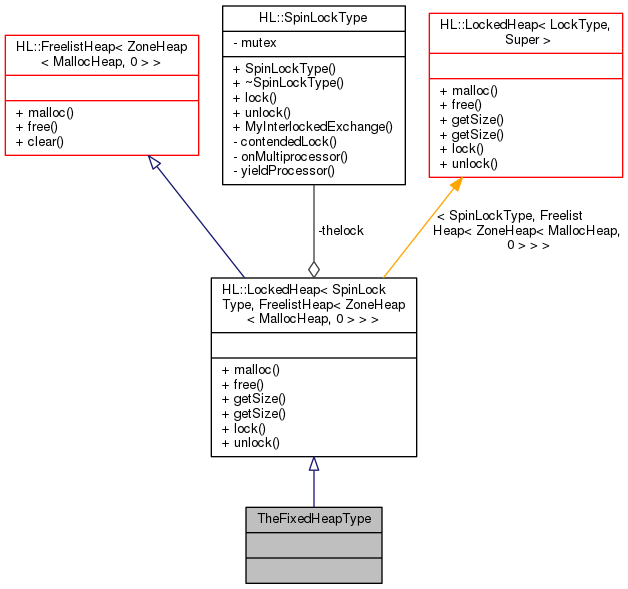 HL::FreelistHeap< ZoneHeap
< MallocHeap, 0 > >
+ malloc()
+ free()
+ clear()
HL::SpinLockType
- mutex
+ SpinLockType()
+ ~SpinLockType()
+ lock()
+ unlock()
+ MyInterlockedExchange()
- contendedLock()
- onMultiprocessor()
- yieldProcessor()
HL::LockedHeap< LockType,
Super >
+ malloc()
+ free()
+ getSize()
+ getSize()
+ lock()
+ unlock()
-thelock
< SpinLockType, Freelist
Heap< ZoneHeap< MallocHeap,
0 > > >
HL::LockedHeap< SpinLock
Type, FreelistHeap< ZoneHeap
< MallocHeap, 0 > > >
+ malloc()
+ free()
+ getSize()
+ getSize()
+ lock()
+ unlock()
TheFixedHeapType